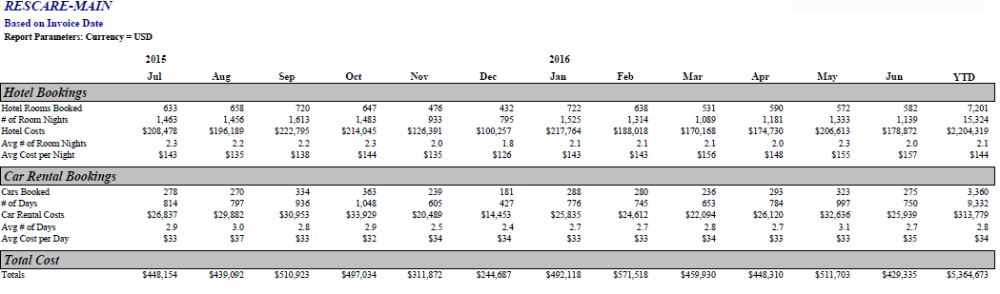 RESCARE-MAIN
Based on Invoice Date
Report Parameters: Currency = USD
2015 2016
Jul Aug Sep Oct Nov Dec Jan Feb Mar Apr May Jun YTD
Hotel Bookings
Hotel Rooms Booked 633 658 720 647 476 432 722 638 531 590 572 582 7,201
# of Room Nights 1,463 1,456 1,613 1,483 933 795 1,525 1,314 1,089 1,181 1,333 1,139 15,324
Hotel Costs $208,478 $196,189 $222,795 $214,045 $126,391 $100,257 $217,764 $188,018 $170,168 $174,730 $206,613 $178,872 $2,204,319
Avg # of Room Nights 2.3 2.2 2.2 2.3 2.0 1.8 2.1 2.1 2.1 2.0 2.3 2.0 2.1
Avg Cost per Night $143 $135 $138 $144 $135 $126 $143 $143 $156 $148 $155 $157 $144
Car Rental Bookings
Cars Booked 278 270 334 363 239 181 288 280 236 293 323 275 3,360
# of Days 814 797 936 1,048 605 427 776 745 653 784 997 750 9,332
Car Rental Costs $26,837 $29,882 $30,953 $33,929 $20,489 $14,453 $25,835 $24,612 $22,094 $26,120 $32,636 $25,939 $313,779
Avg # of Days 2.9 3.0 2.8 2.9 2.5 2.4 2.7 2.7 2.8 2.7 3.1 2.7 2.8
Avg Cost per Day $33 $37 $33 $32 $34 $34 $33 $33 $34 $33 $33 $35 $34
Total Cost
Totals $448,154 $439,092 $510,923 $497,034 $311,872 $244,687 $492,118 $571,518 $459,930 $448,310 $511,703 $429,335 $5,364,673